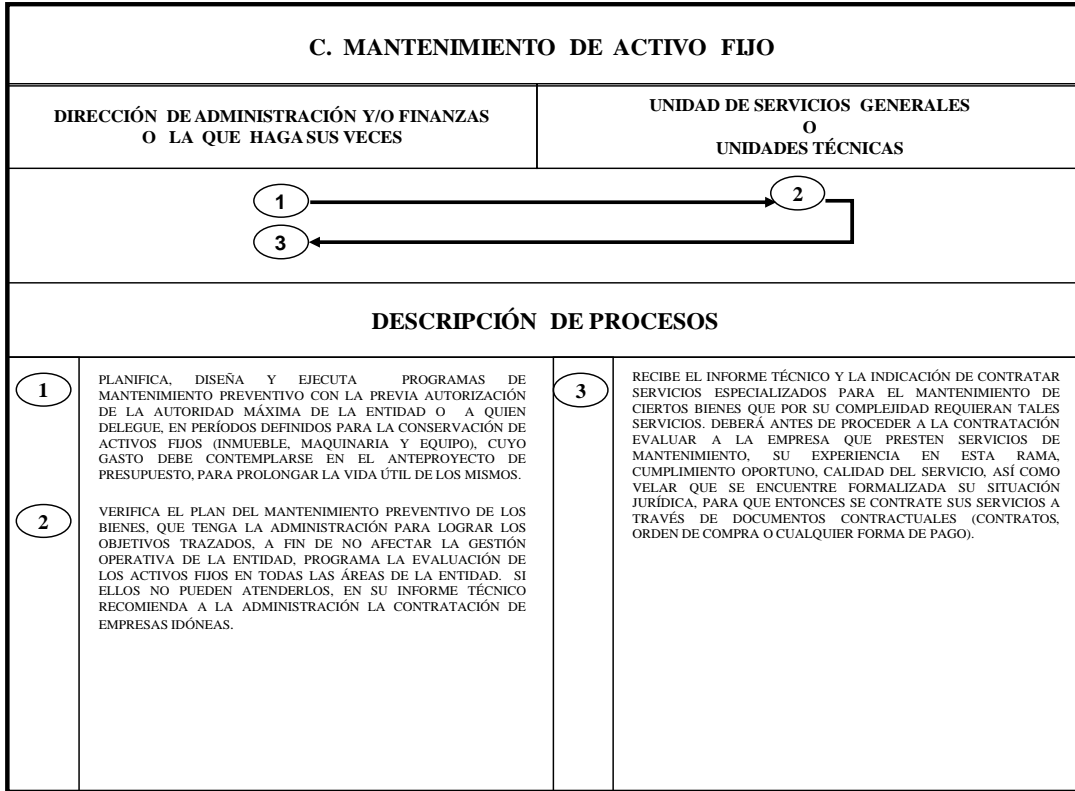 C. MANTENIMIENTO DE ACTIVO FIJO
DIRECCIÓN DE ADMINISTRACIÓN Y/O FINANZAS
O LA QUE HAGA SUS VECES
UNIDAD DE SERVICIOS GENERALES
O
UNIDADES TÉCNICAS
1
2
3
DESCRIPCIÓN DE PROCESOS
1
PLANIFICA, DISEÑA Y EJECUTA PROGRAMAS DE
MANTENIMIENTO PREVENTIVO CON LA PREVIA AUTORIZACIÓN
DE LA AUTORIDAD MÁXIMA DE LA ENTIDAD O A QUIEN
DELEGUE, EN PERÍODOS DEFINIDOS PARA LA CONSERVACIÓN DE
ACTIVOS FIJOS (INMUEBLE, MAQUINARIA Y EQUIPO), CUYO
GASTO DEBE CONTEMPLARSE EN EL ANTEPROYECTO DE
PRESUPUESTO, PARA PROLONGAR LA VIDA ÚTIL DE LOS MISMOS.
2
VERIFICA EL PLAN DEL MANTENIMIENTO PREVENTIVO DE LOS
BIENES, QUE TENGA LA ADMINISTRACIÓN PARA LOGRAR LOS
OBJETIVOS TRAZADOS, A FIN DE NO AFECTAR LA GESTIÓN
OPERATIVA DE LA ENTIDAD, PROGRAMA LA EVALUACIÓN DE
LOS ACTIVOS FIJOS EN TODAS LAS ÁREAS DE LA ENTIDAD. SI
ELLOS NO PUEDEN ATENDERLOS, EN SU INFORME TÉCNICO
RECOMIENDA A LA ADMINISTRACIÓN LA CONTRATACIÓN DE
EMPRESAS IDÓNEAS.
3
RECIBE EL INFORME TÉCNICO Y LA INDICACIÓN DE CONTRATAR
SERVICIOS ESPECIALIZADOS PARA EL MANTENIMIENTO DE
CIERTOS BIENES QUE POR SU COMPLEJIDAD REQUIERAN TALES
SERVICIOS. DEBERÁ ANTES DE PROCEDER A LA CONTRATACIÓN
EVALUAR A LA EMPRESA QUE PRESTEN SERVICIOS DE
MANTENIMIENTO, SU EXPERIENCIA EN ESTA RAMA,
CUMPLIMIENTO OPORTUNO, CALIDAD DEL SERVICIO, ASÍ COMO
VELAR QUE SE ENCUENTRE FORMALIZADA SU SITUACIÓN
JURÍDICA, PARA QUE ENTONCES SE CONTRATE SUS SERVICIOS A
TRAVÉS DE DOCUMENTOS CONTRACTUALES (CONTRATOS,
ORDEN DE COMPRA O CUALQUIER FORMA DE PAGO).